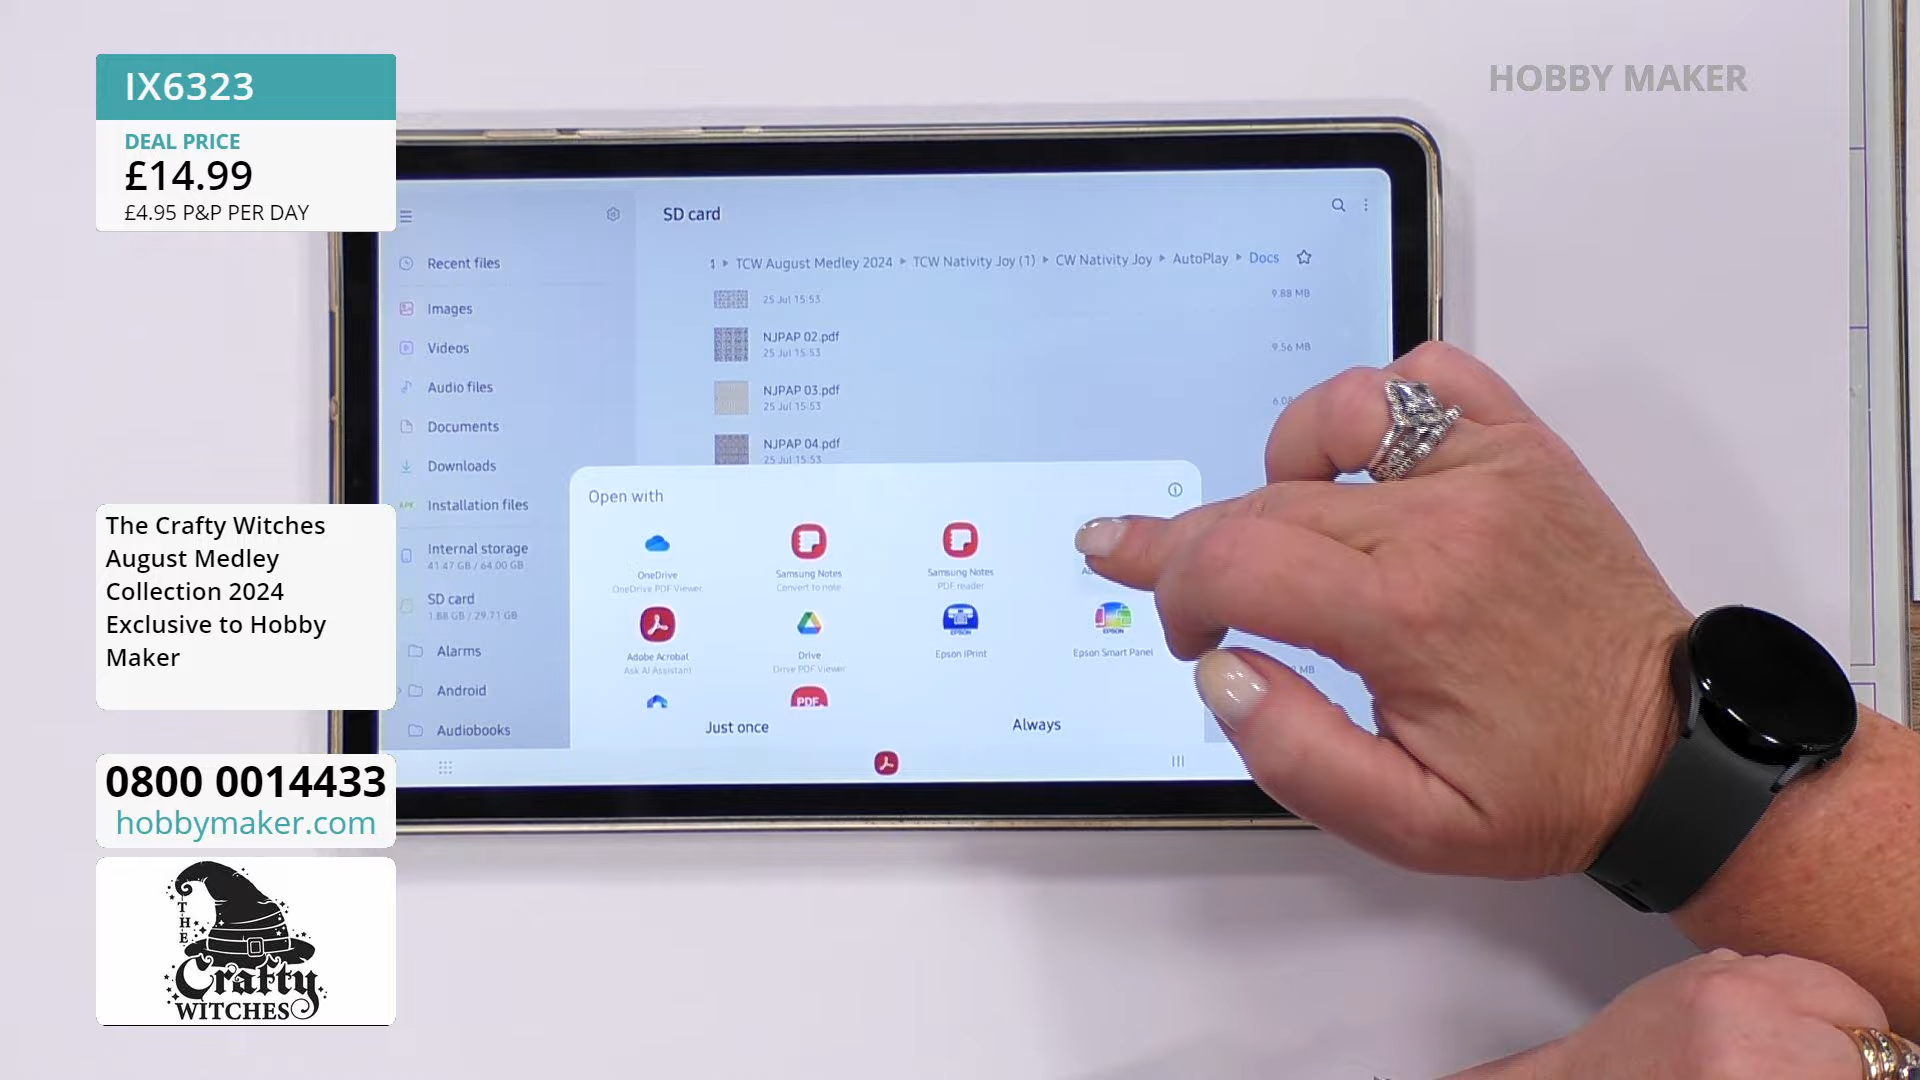 IX6323
DEAL PRICE
£14.99
£4.95 P&P PER DAY
HOBBY MAKER
SD card
1 ▸ TCW August Medley 2024 ▸ TCW Nativity Joy (1) ▸ CW Nativity Joy ▸ AutoPlay ▸ Docs
25 Jul 15:53
9.88 MB
NJPAP 02.pdf
25 Jul 15:53
9.56 MB
NJPAP 03.pdf
25 Jul 15:53
NJPAP 04.pdf
25 Jul 15:53
MB
Recent files
Images
Videos
Audio files
Documents
Downloads
APK
Installation files
Internal storage
41.47 GB / 64.00 GB
SD card
1.88 GB / 29.71 GB
Alarms
Android
Audiobooks
Open with
OneDrive
OneDrive PDF Viewer
Samsung Notes
Convert to note
Samsung Notes
PDF reader
Adobe Acrobat
Ask AI Assistant
Drive
Drive PDF Viewer
EPSON
Epson iPrint
EPSON
Epson Smart Panel
PDF
Just once
Always
The Crafty Witches
August Medley
Collection 2024
Exclusive to Hobby
Maker
0800 0014433
hobbymaker.com
THE
Crafty
WITCHES